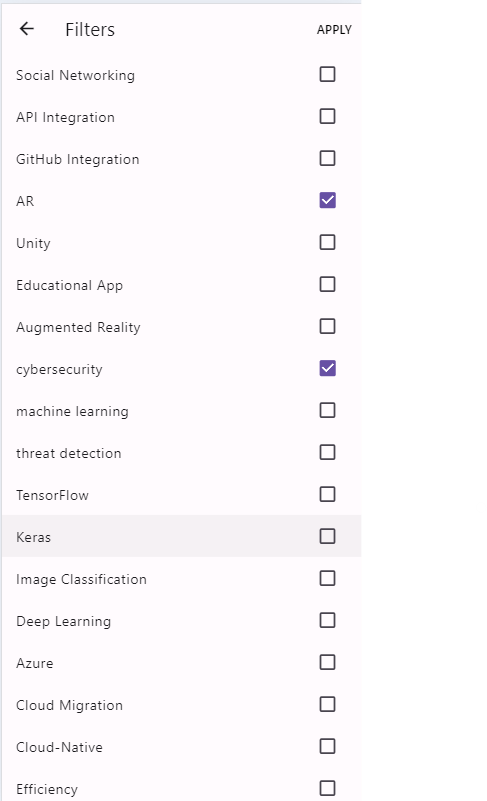 Filters APPLY
Social Networking
API Integration
GitHub Integration
AR
Unity
Educational App
Augmented Reality
cybersecurity
machine learning
threat detection
TensorFlow
Keras
Image Classification
Deep Learning
Azure
Cloud Migration
Cloud-Native
Efficiency